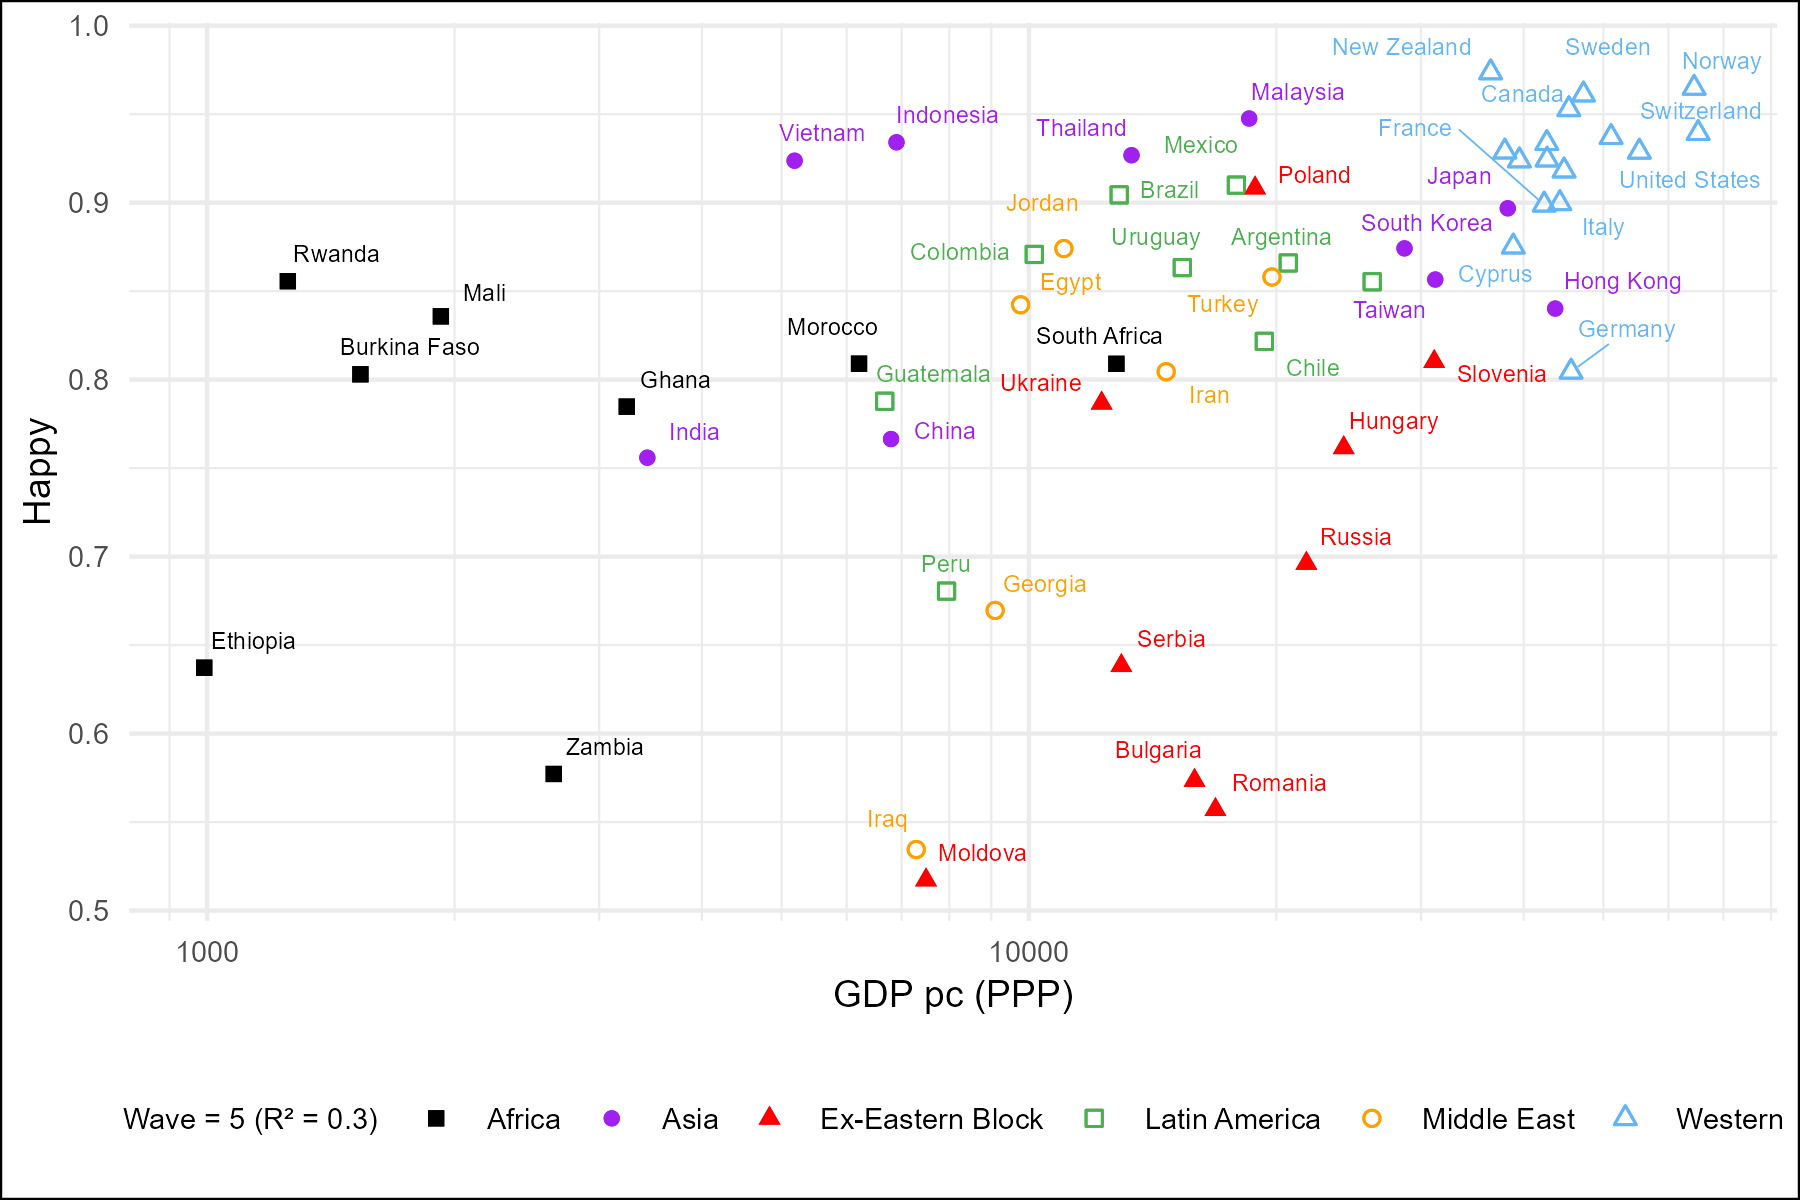 1.0
0.9
0.8
0.7
0.6
0.5
Happy
New Zealand
Sweden
Norway
Canada
Switzerland
Malaysia
Indonesia
Vietnam
Thailand
France
Mexico
Poland
Japan
United States
Brazil
Jordan
South Korea
Italy
Uruguay
Argentina
Colombia
Rwanda
Cyprus
Egypt
Hong Kong
Mali
Turkey
Taiwan
Morocco
South Africa
Germany
Burkina Faso
Chile
Ghana
Guatemala
Ukraine
Slovenia
Iran
Hungary
India
China
Russia
Peru
Georgia
Ethiopia
Serbia
Zambia
Bulgaria
Romania
Iraq
Moldova
1000
10000
GDP pc (PPP)
Wave = 5 (R² = 0.3) Africa Asia Ex-Eastern Block Latin America Middle East Western